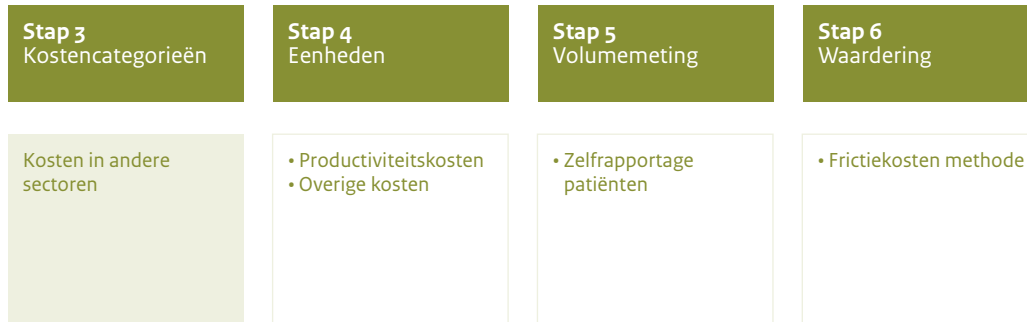 Stap 3
Kostencategorieën
Stap 4
Eenheden
Stap 5
Volumemeting
Stap 6
Waardering
Kosten in andere
sectoren
• Productiviteitskosten
• Overige kosten
• Zelfrapportage
patiënten
• Frictiekosten methode